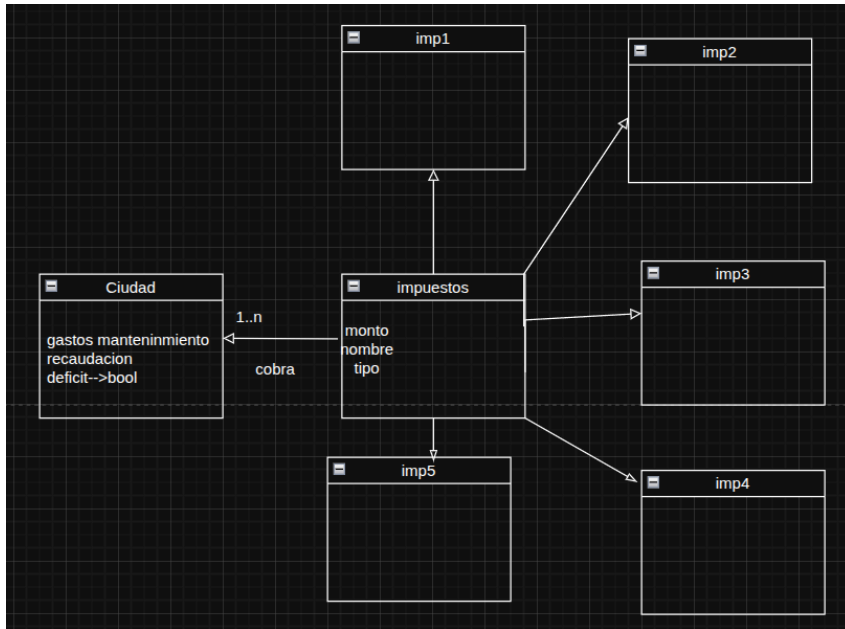 imp1
imp2
imp3
Ciudad
impuestos
1..n
gastos manteninmiento
recaudacion
deficit-->bool
cobra
monto
nombre
tipo
imp5
imp4